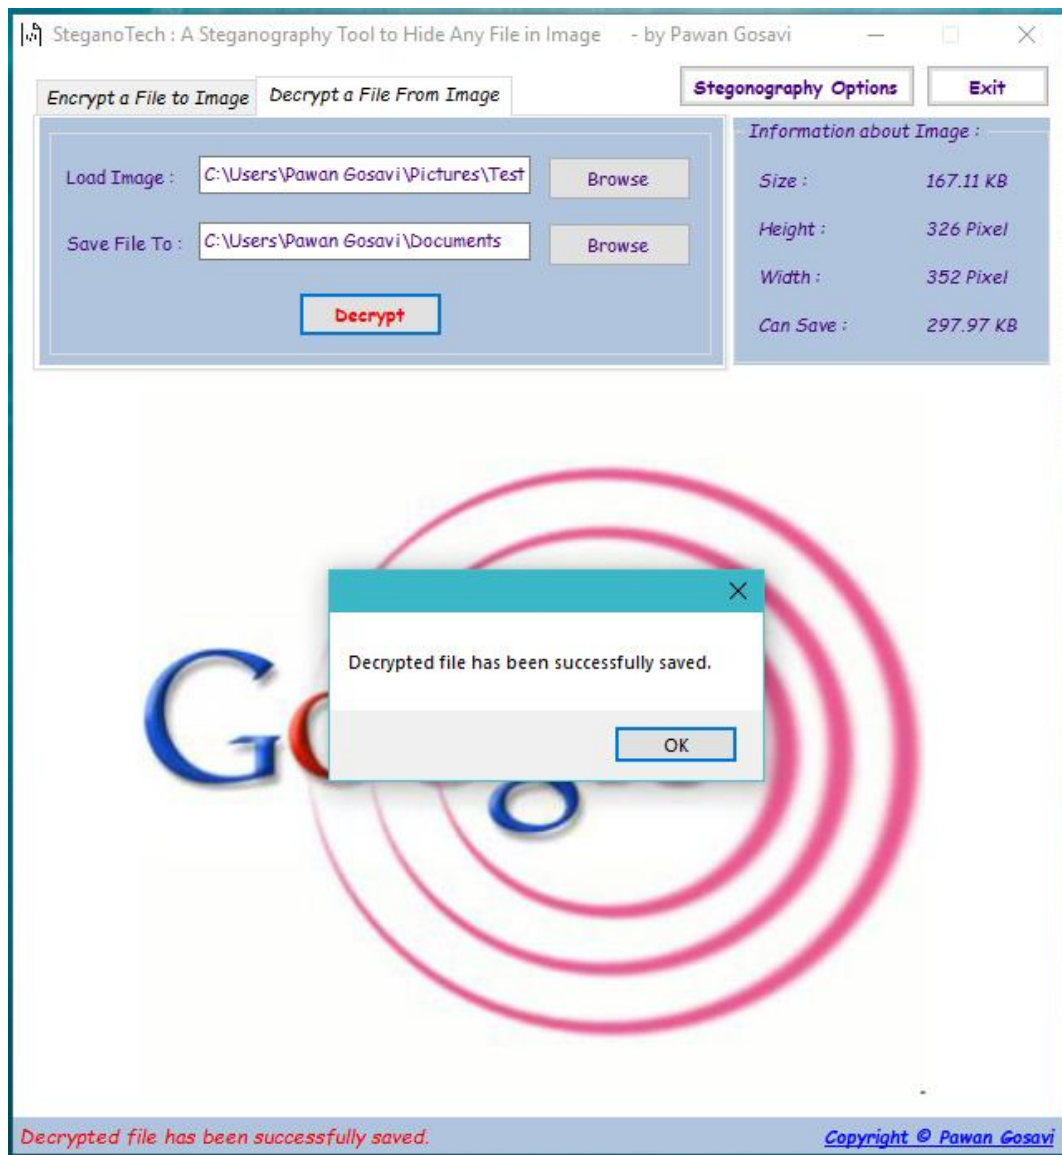 SteganoTech : A Steganography Tool to Hide Any File in Image - by Pawan Gosavi
Encrypt a File to Image
Decrypt a File From Image
Stegonography Options
Exit
Load Image :
C:\Users\Pawan Gosavi\Pictures\Test
Browse
Save File To :
C:\Users\Pawan Gosavi\Documents
Browse
Decrypt
Information about Image :
Size : 167.11 KB
Height : 326 Pixel
Width : 352 Pixel
Can Save : 297.97 KB
Decrypted file has been successfully saved.
OK
Decrypted file has been successfully saved.
Copyright © Pawan Gosavi